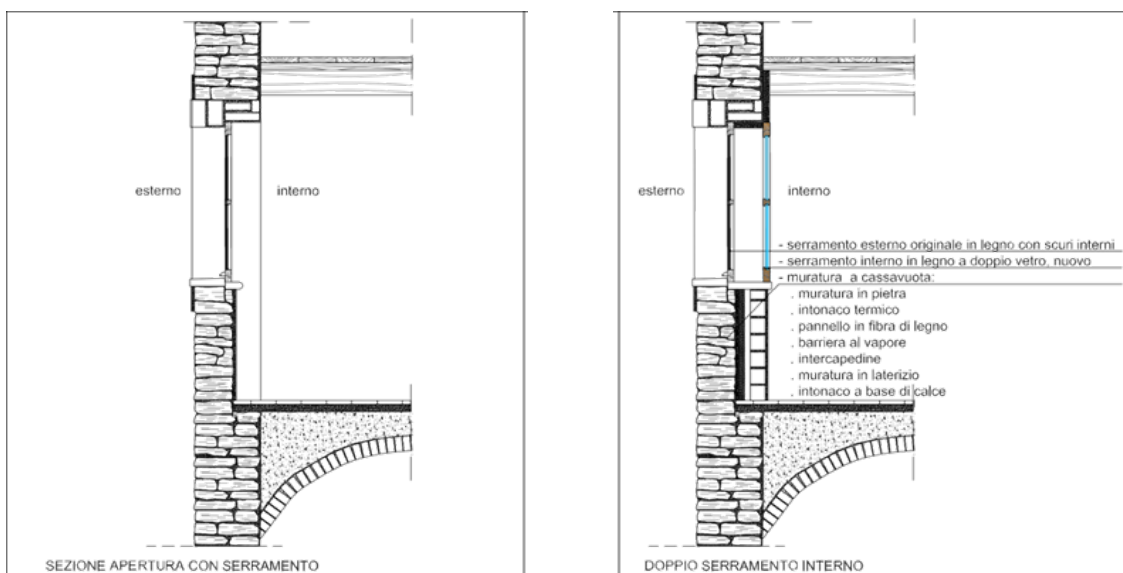 esterno
interno
SEZIONE APERTURA CON SERRAMENTO
esterno
interno
- serramento esterno originale in legno con scuri interni
- serramento interno in legno a doppio vetro, nuovo
- muratura a cassavuota:
. muratura in pietra
. intonaco termico
. pannello in fibra di legno
. barriera al vapore
. intercapedine
. muratura in laterizio
. intonaco a base di calce
DOPPIO SERRAMENTO INTERNO